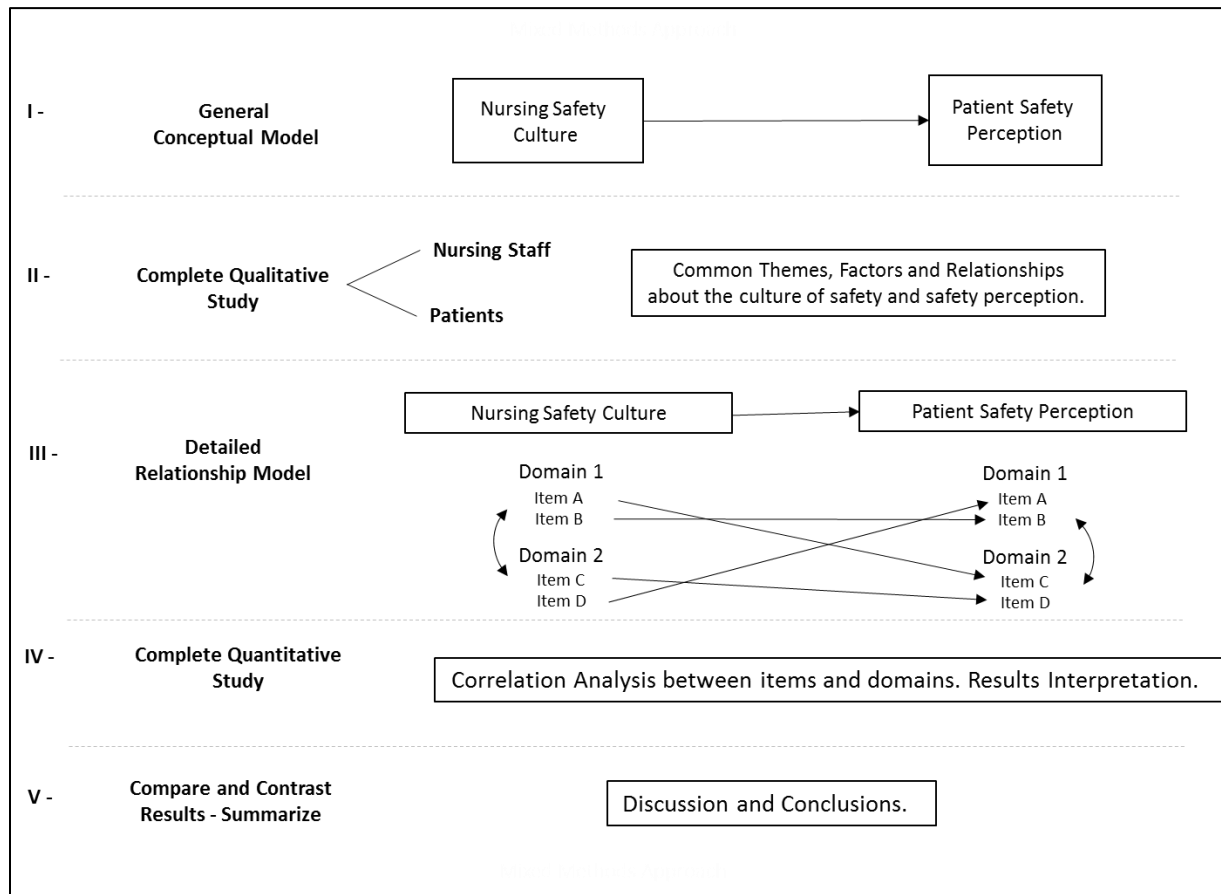 I -
General
Conceptual Model
Nursing Safety
Culture
Patient Safety
Perception
II -
Complete Qualitative
Study
Nursing Staff
Patients
Common Themes, Factors and Relationships
about the culture of safety and safety perception.
III -
Detailed
Relationship Model
Nursing Safety Culture
Patient Safety Perception
Domain 1
Item A
Item B
Domain 2
Item C
Item D
Domain 1
Item A
Item B
Domain 2
Item C
Item D
IV -
Complete Quantitative
Study
Correlation Analysis between items and domains. Results Interpretation.
V -
Compare and Contrast
Results - Summarize
Discussion and Conclusions.